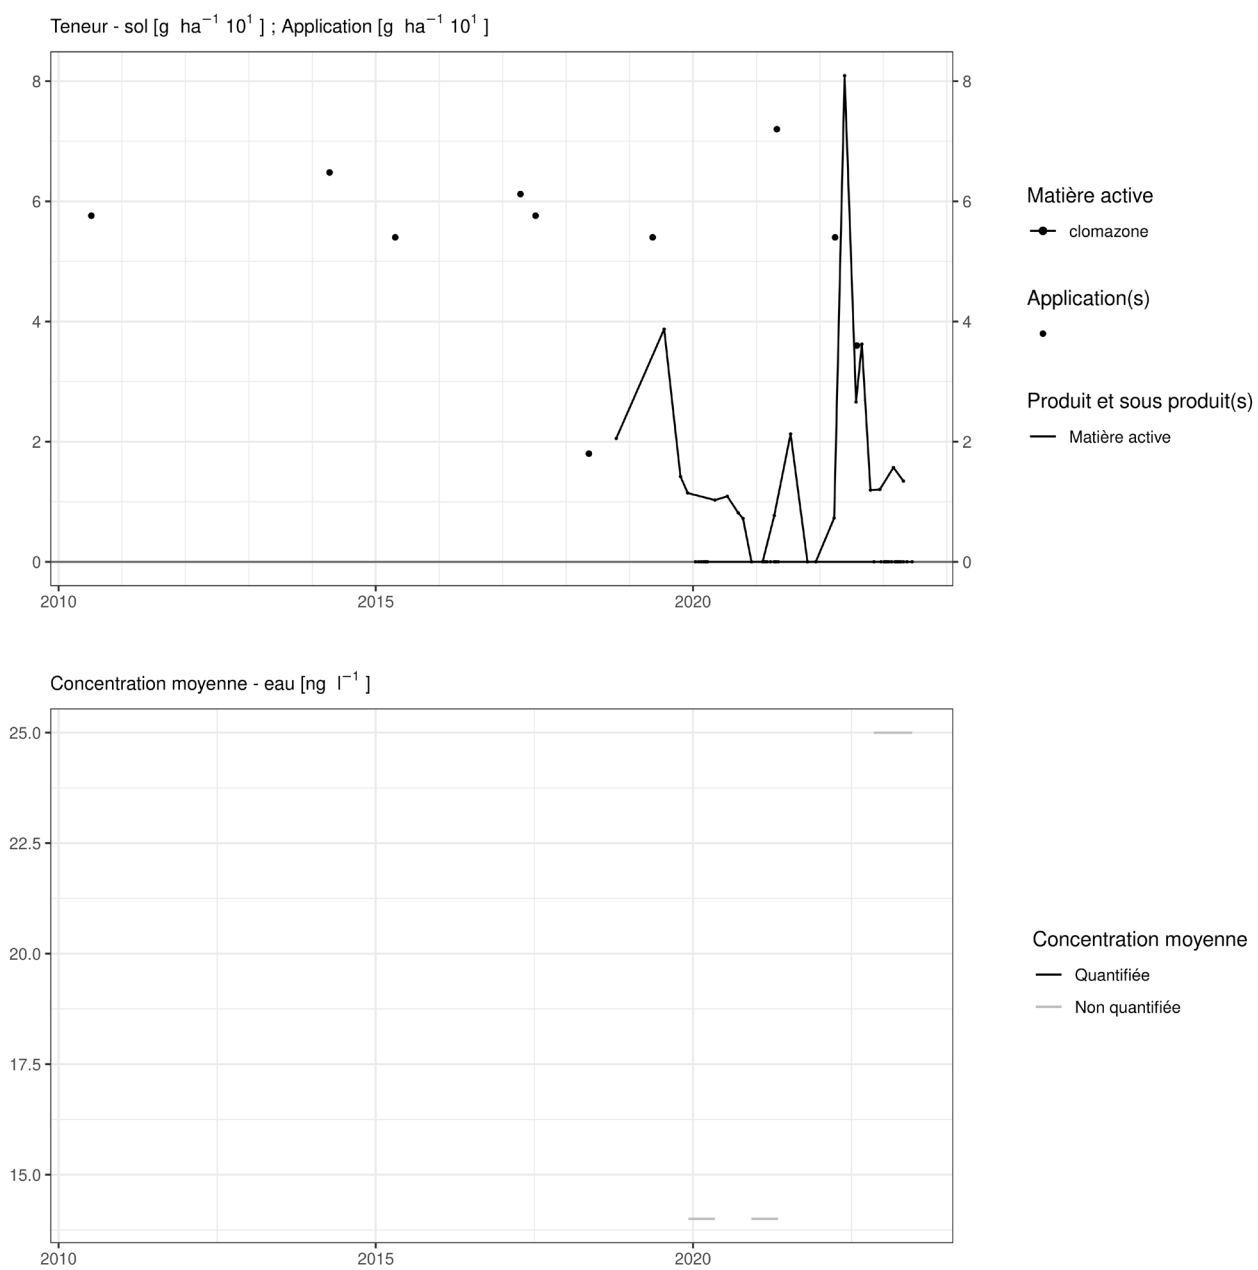 Teneur - sol [g ha−1 101 ] ; Application [g ha−1 101 ]
8 8
6 6
4 4
2 2
0 0
2010 2015 2020
Matière active
clomazone
Application(s)
Produit et sous produit(s)
Matière active
Concentration moyenne - eau [ng l−1 ]
25.0
22.5
20.0
17.5
15.0
2010 2015 2020
Concentration moyenne
Quantifiée
Non quantifiée